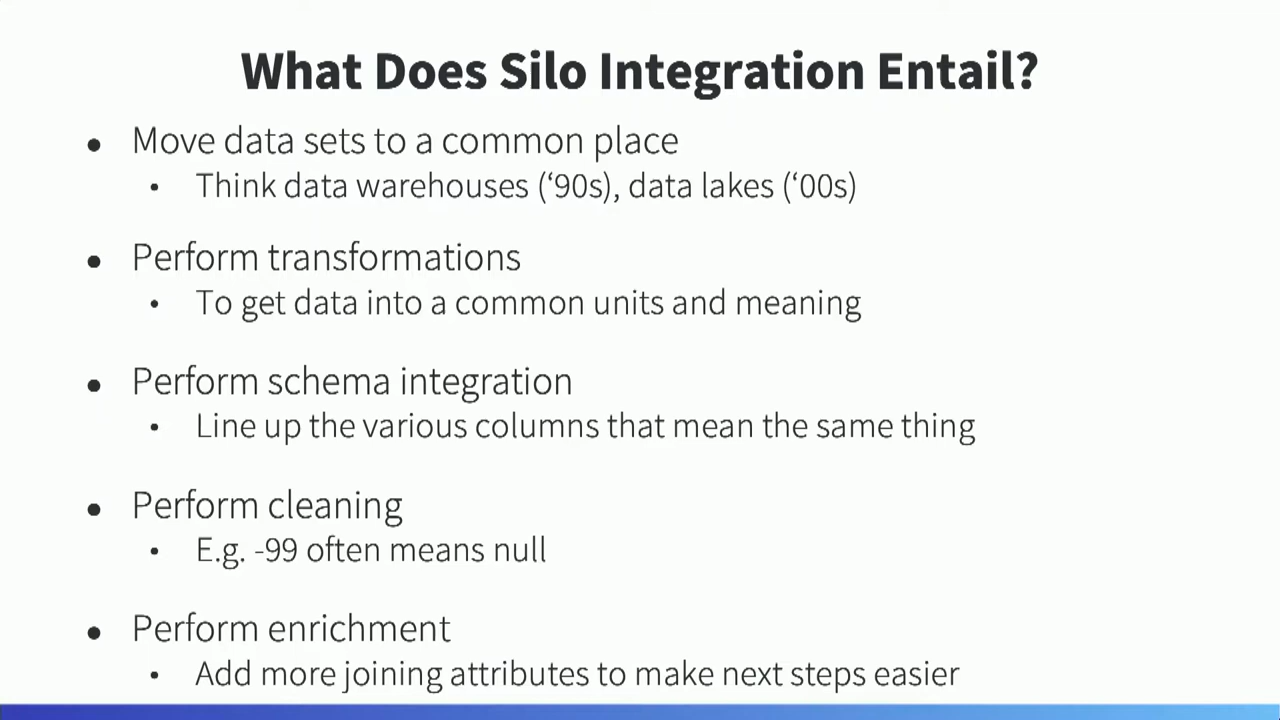 What Does Silo Integration Entail?
• Move data sets to a common place
• Think data warehouses (‘90s), data lakes (‘00s)
• Perform transformations
• To get data into a common units and meaning
• Perform schema integration
• Line up the various columns that mean the same thing
• Perform cleaning
• E.g. -99 often means null
• Perform enrichment
• Add more joining attributes to make next steps easier